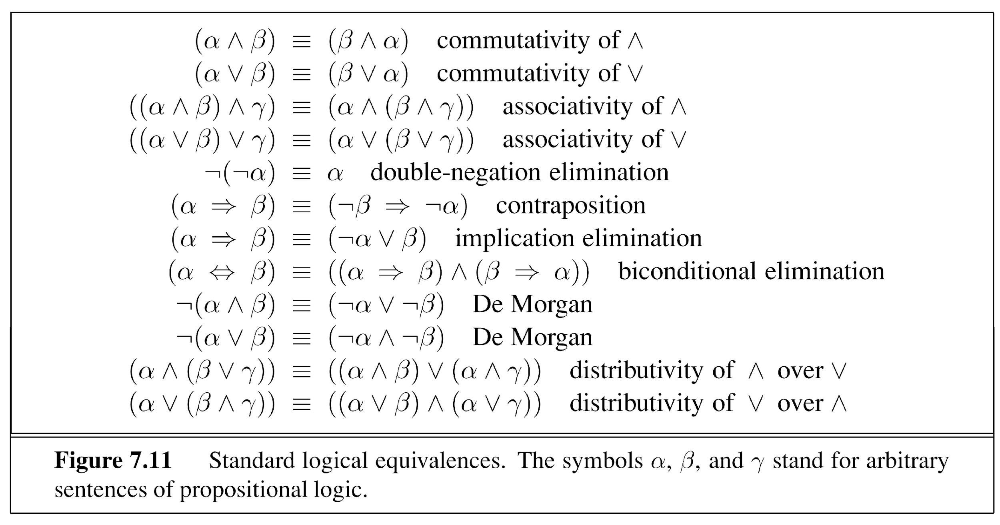 (α ∧ β) ≡ (β ∧ α) commutativity of ∧
(α ∨ β) ≡ (β ∨ α) commutativity of ∨
((α ∧ β) ∧ γ) ≡ (α ∧ (β ∧ γ)) associativity of ∧
((α ∨ β) ∨ γ) ≡ (α ∨ (β ∨ γ)) associativity of ∨
¬(¬α) ≡ α double-negation elimination
(α ⇒ β) ≡ (¬β ⇒ ¬α) contraposition
(α ⇒ β) ≡ (¬α ∨ β) implication elimination
(α ⇔ β) ≡ ((α ⇒ β) ∧ (β ⇒ α)) biconditional elimination
¬(α ∧ β) ≡ (¬α ∨ ¬β) De Morgan
¬(α ∨ β) ≡ (¬α ∧ ¬β) De Morgan
(α ∧ (β ∨ γ)) ≡ ((α ∧ β) ∨ (α ∧ γ)) distributivity of ∧ over ∨
(α ∨ (β ∧ γ)) ≡ ((α ∨ β) ∧ (α ∨ γ)) distributivity of ∨ over ∧
Figure 7.11 Standard logical equivalences. The symbols α, β, and γ stand for arbitrary
sentences of propositional logic.